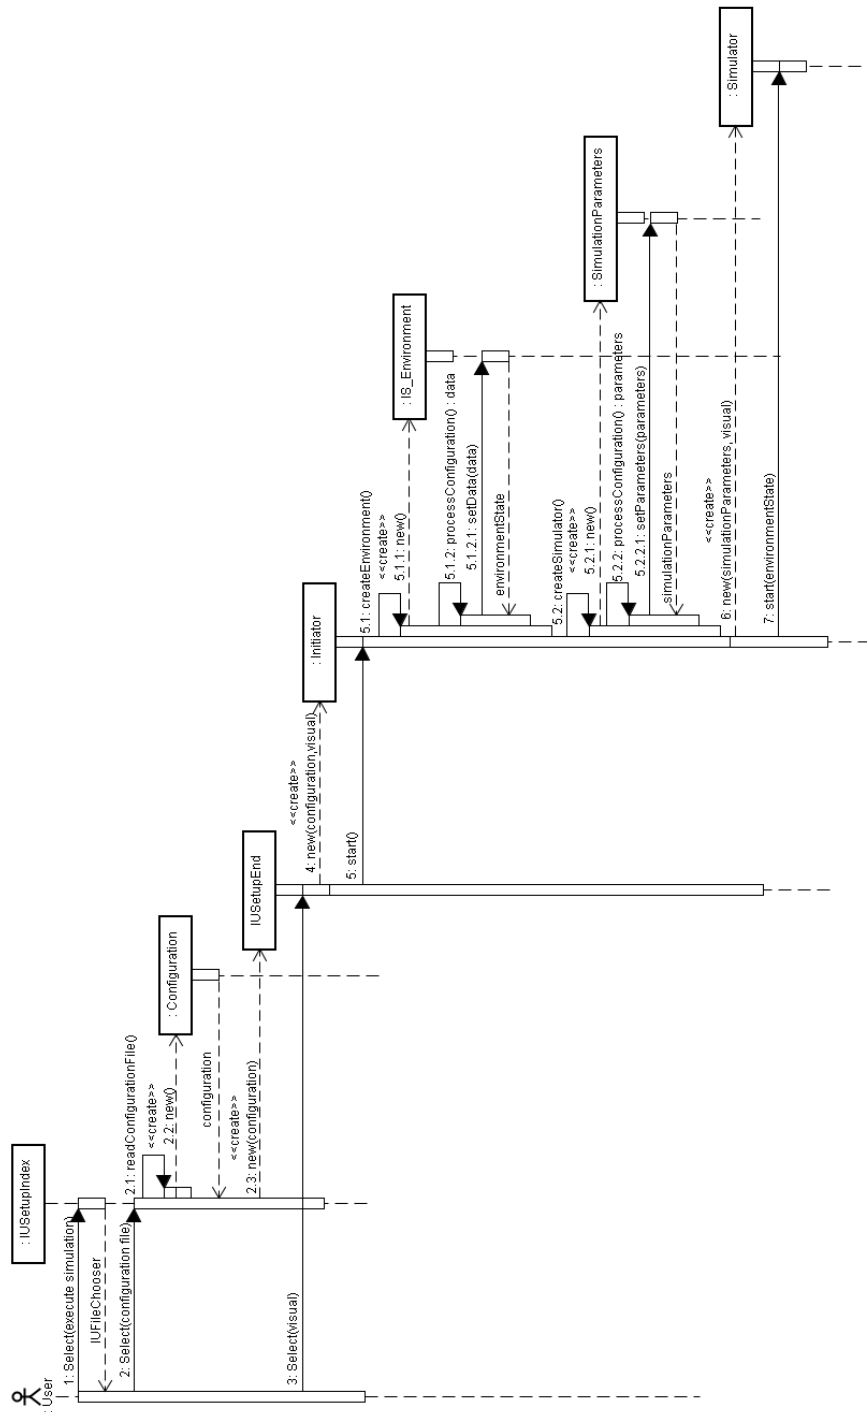 : User
: IUSetupIndex
1: Select(execute simulation)
IUFileChooser
2: Select(configuration file)
2.1: readConfigurationFile()
<<create>>
2.2: new()
: Configuration
configuration
<<create>>
2.3: new(configuration)
IUSetupEnd
3: Select(visual)
<<create>>
4: new(configuration,visual)
: Initiator
5: start()
5.1: createEnvironment()
<<create>>
5.1.1: new()
: IS_Environment
5.1.2: processConfiguration() : data
5.1.2.1: setData(data)
environmentState
5.2: createSimulator()
<<create>>
5.2.1: new()
: SimulationParameters
5.2.2: processConfiguration() : parameters
5.2.2.1: setParameters(parameters)
simulationParameters
<<create>>
6: new(simulationParameters, visual)
: Simulator
7: start(environmentState)